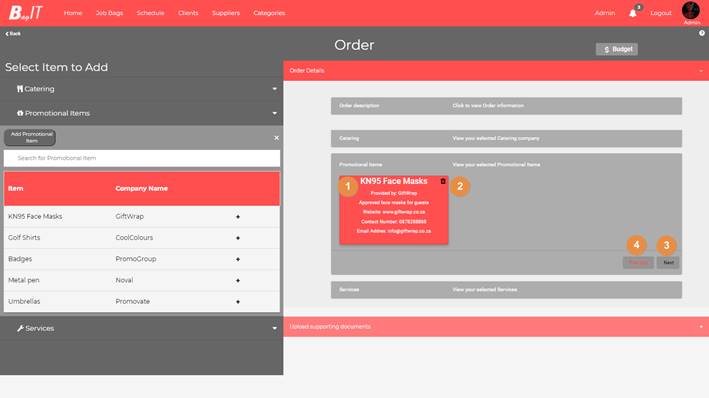 BagIT
Home Job Bags Schedule Clients Suppliers Categories
Admin 3 Logout
Admin
Back
Order
$ Budget
Select Item to Add
Catering
Promotional Items
Add Promotional
Item
Search for Promotional Item
Item Company Name
KN95 Face Masks GiftWrap +
Golf Shirts CoolColours +
Badges PromoGroup +
Metal pen Noval +
Umbrellas Promovate +
Services
Order Details
Order description Click to view Order information
Catering View your selected Catering company
Promotional Items View your selected Promotional Items
1 KN95 Face Masks 2
Provided by: GiftWrap
Approved face masks for guests
Website: www.giftwrap.co.za
Contact Number: 0878288868
Email Addres: info@giftwrap.co.za
4 3
Previous Next
Services View your selected Services
Upload supporting documents